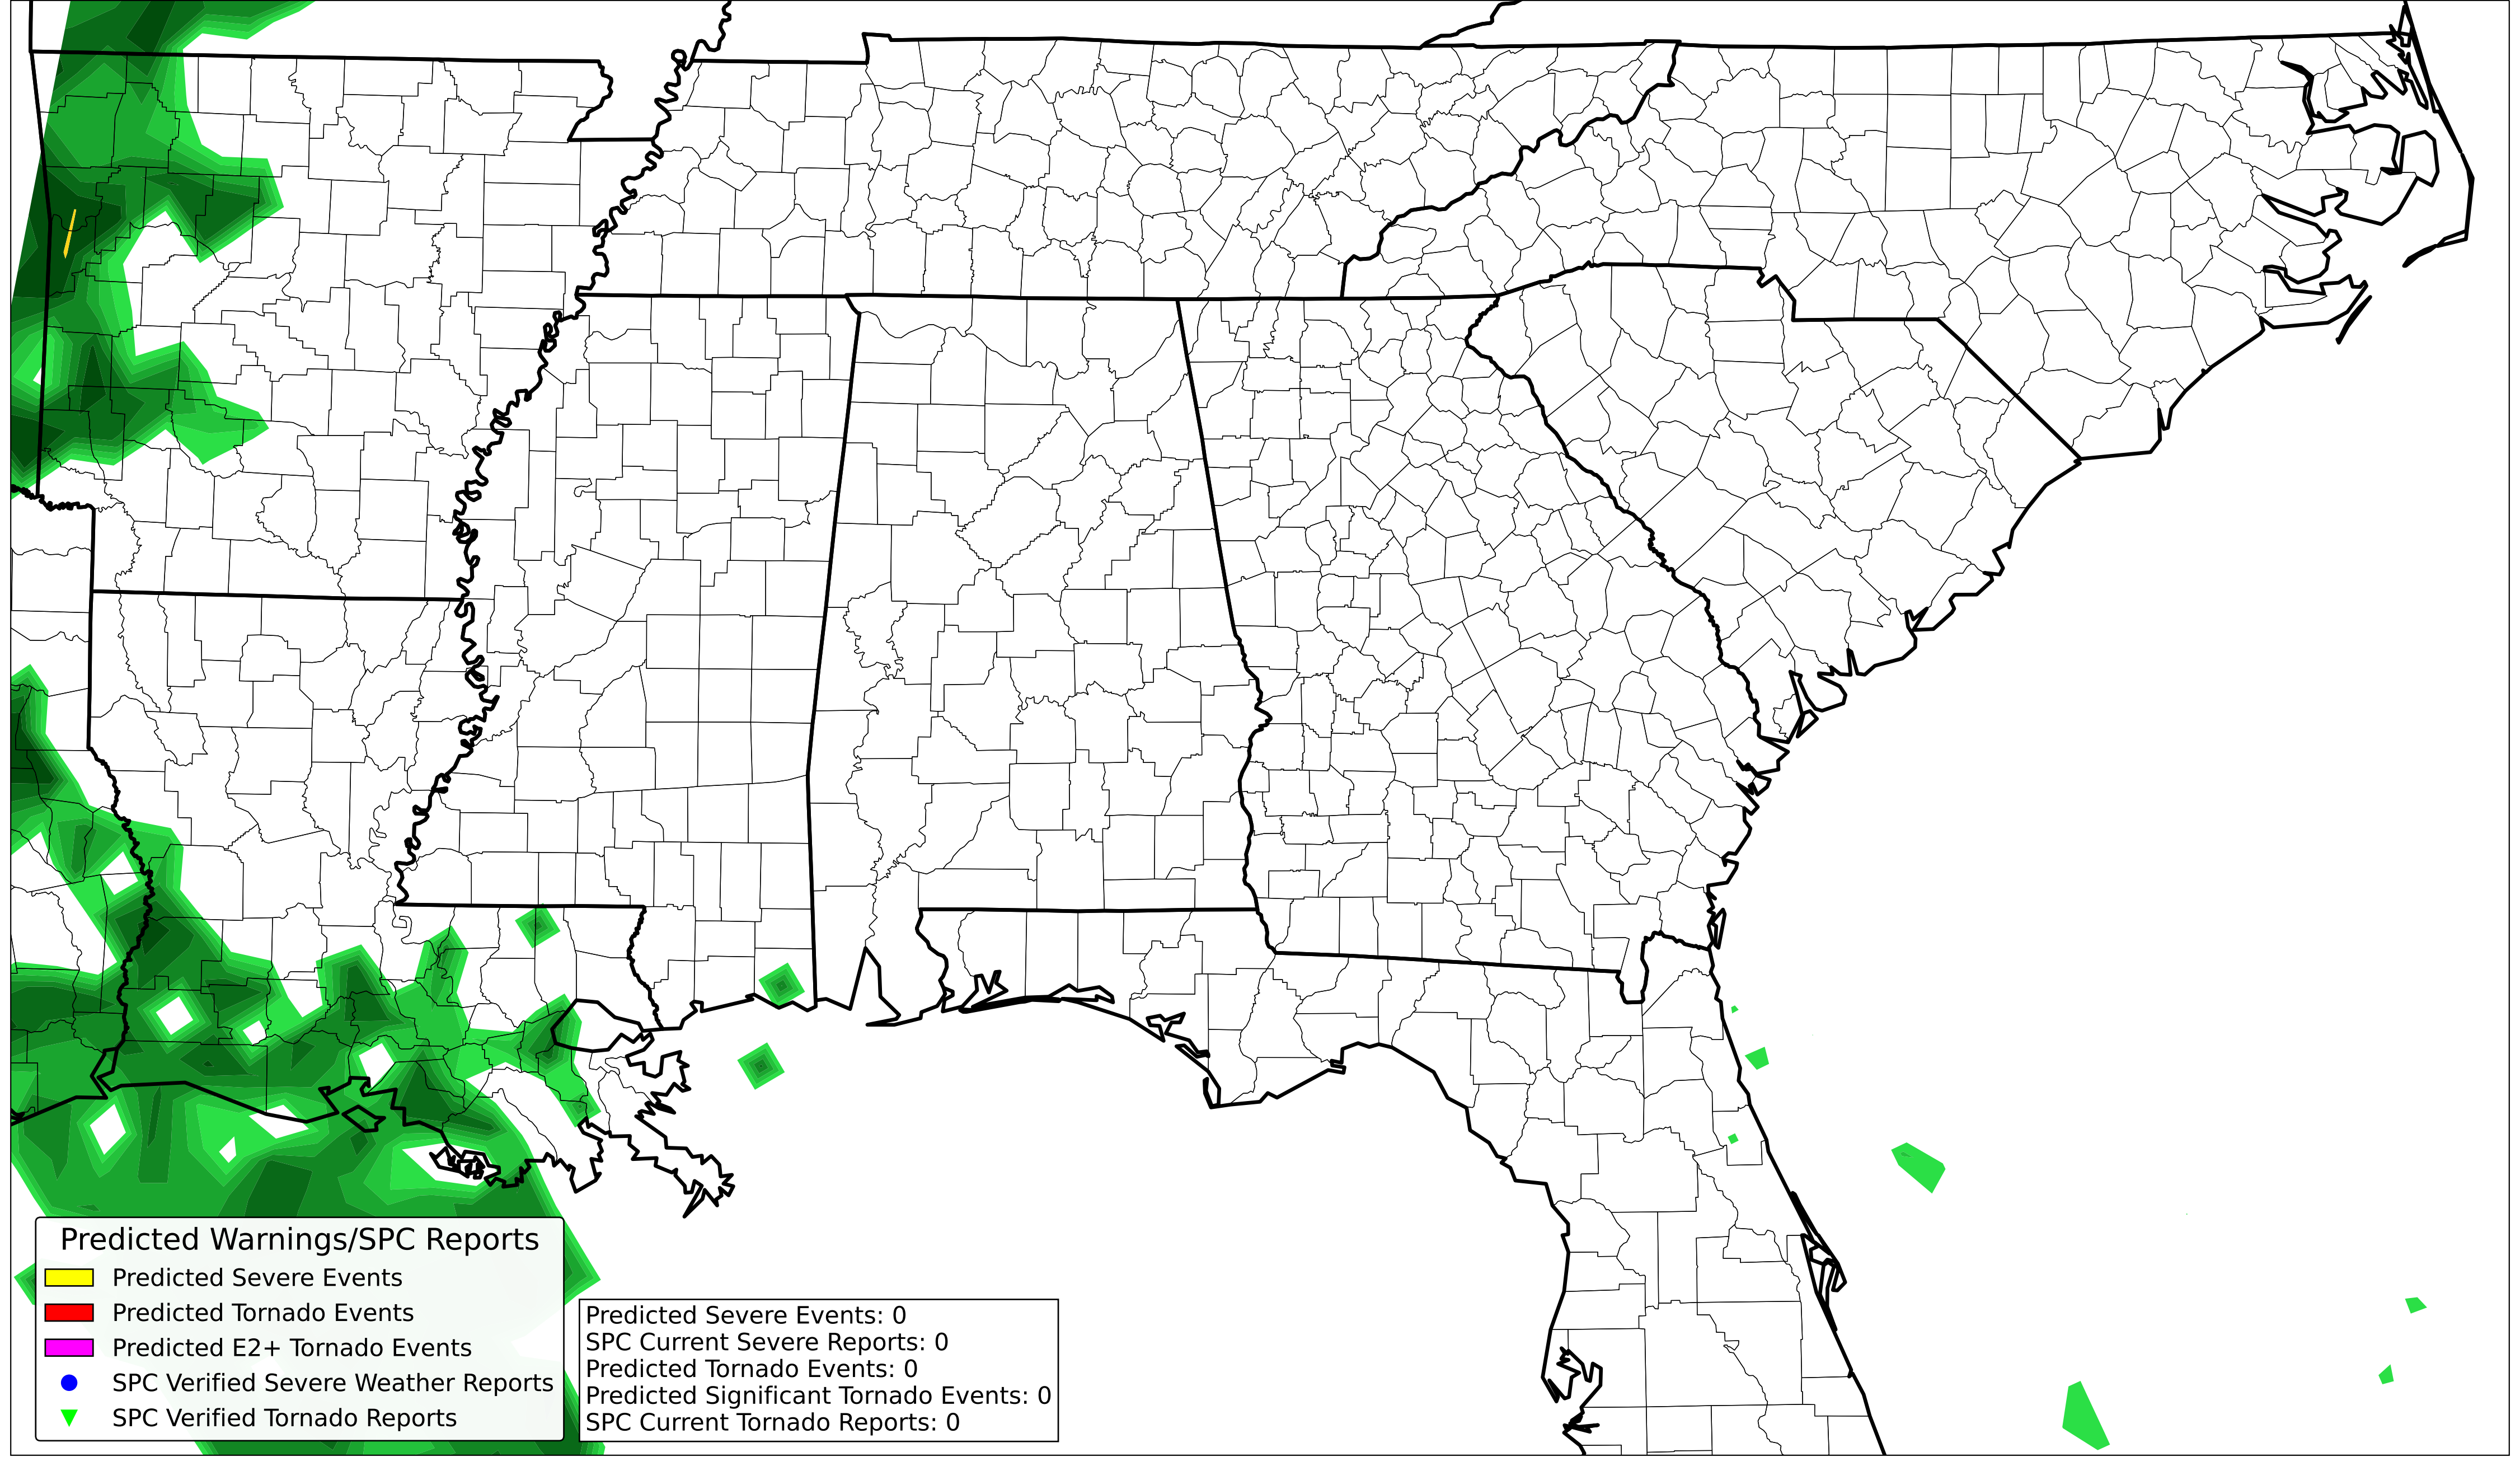 Predicted Warnings/SPC Reports
Predicted Severe Events
Predicted Tornado Events
Predicted E2+ Tornado Events
SPC Verified Severe Weather Reports
SPC Verified Tornado Reports
Predicted Severe Events: 0
SPC Current Severe Reports: 0
Predicted Tornado Events: 0
Predicted Significant Tornado Events: 0
SPC Current Tornado Reports: 0